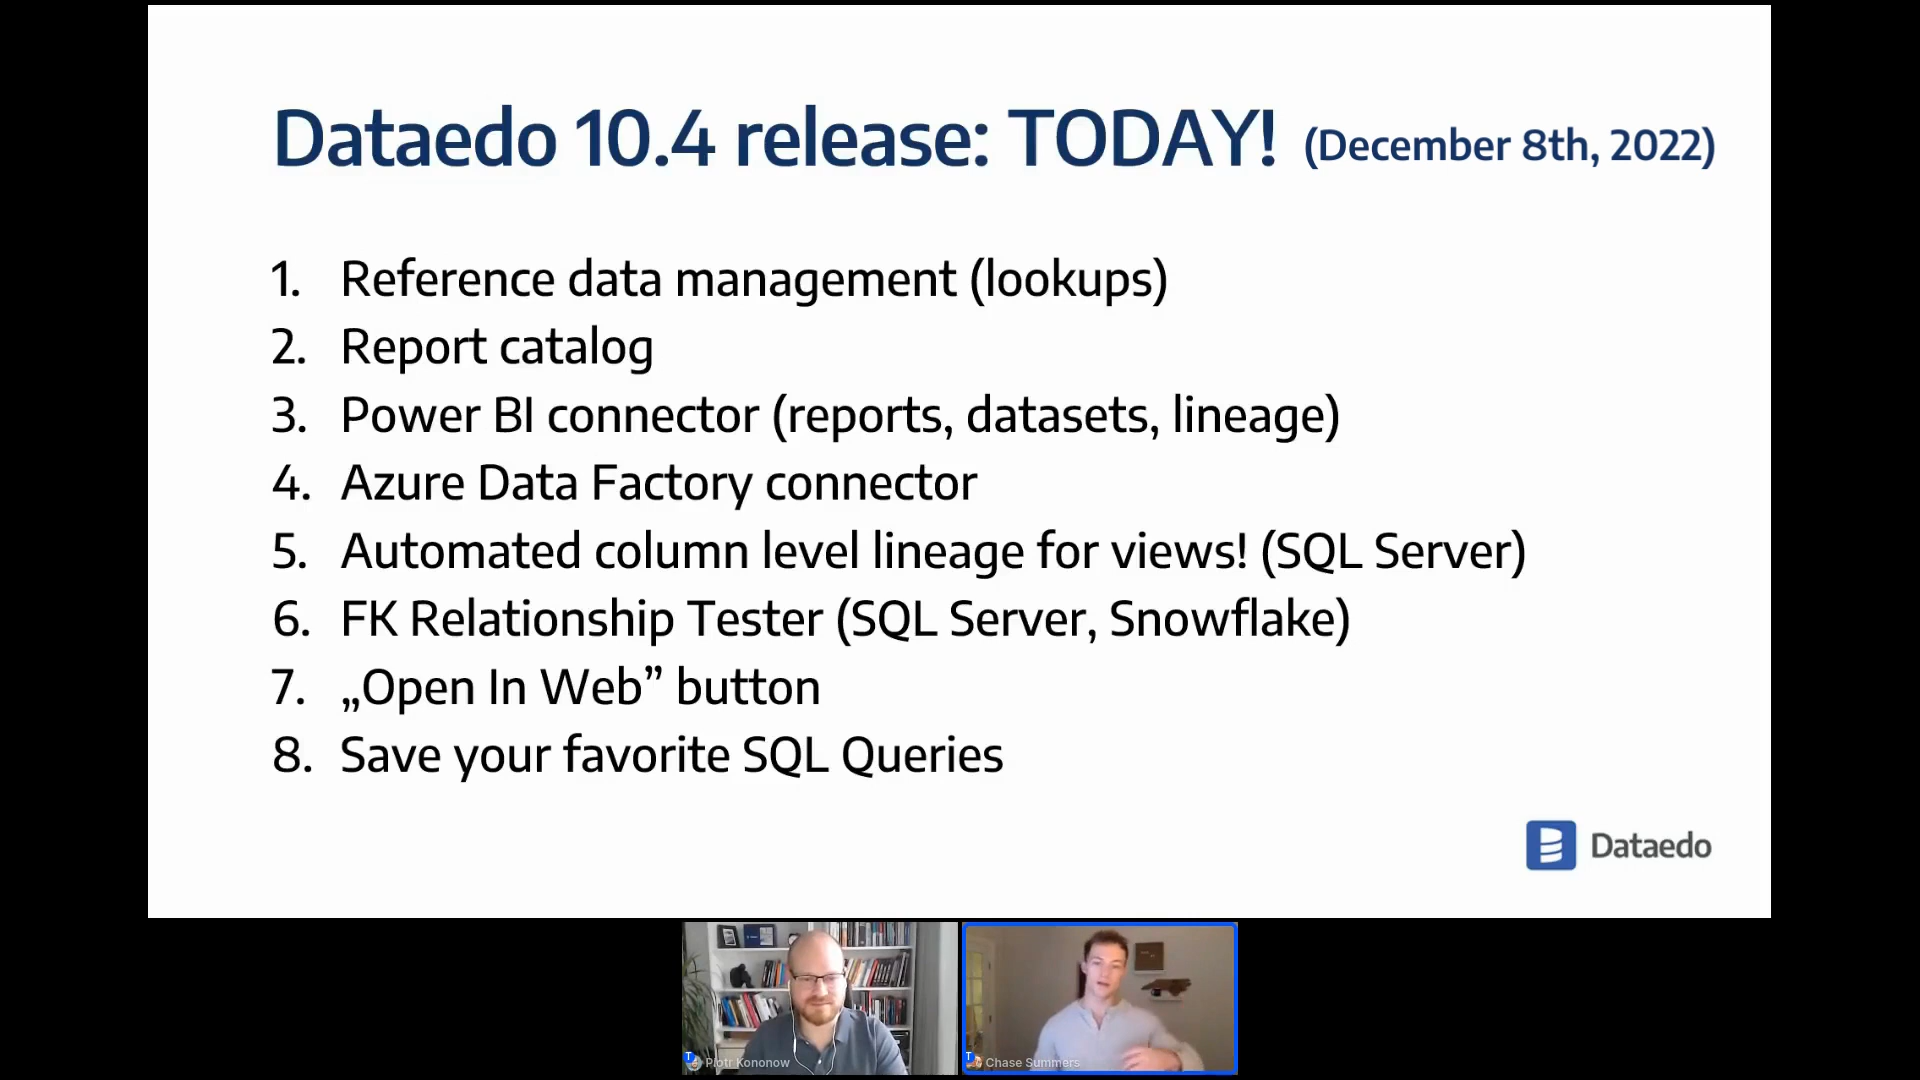 Dataedo 10.4 release: TODAY! (December 8th, 2022)
1. Reference data management (lookups)
2. Report catalog
3. Power BI connector (reports, datasets, lineage)
4. Azure Data Factory connector
5. Automated column level lineage for views! (SQL Server)
6. FK Relationship Tester (SQL Server, Snowflake)
7. „Open In Web” button
8. Save your favorite SQL Queries
Dataedo
Piotr Kononow
Chase Summers